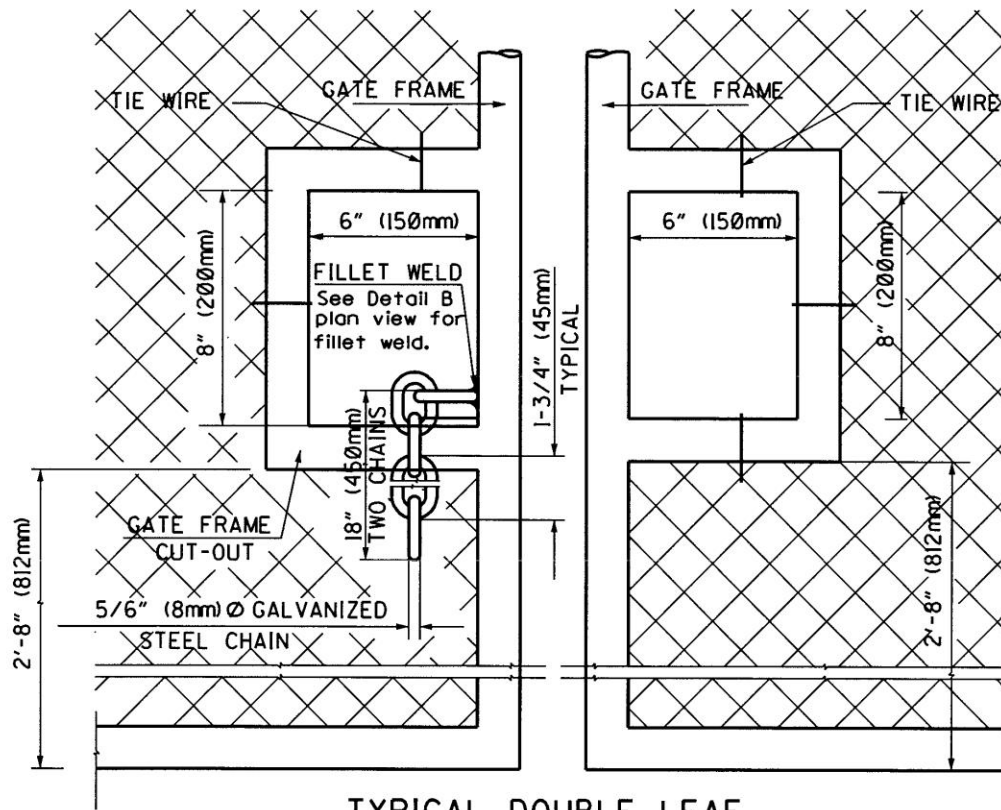 TIE WIRE
GATE FRAME
GATE FRAME
TIE WIRE
6" (150mm)
6" (150mm)
8" (200mm)
8" (200mm)
FILLET WELD
See Detail B
plan view for
fillet weld.
1-3/4" (45mm)
TYPICAL
18" (450mm)
TWO CHAINS
GATE FRAME
CUT-OUT
2'-8" (812mm)
2'-8" (812mm)
5/6" (8mm) Ø GALVANIZED
STEEL CHAIN
TYPICAL DOUBLE LEAF